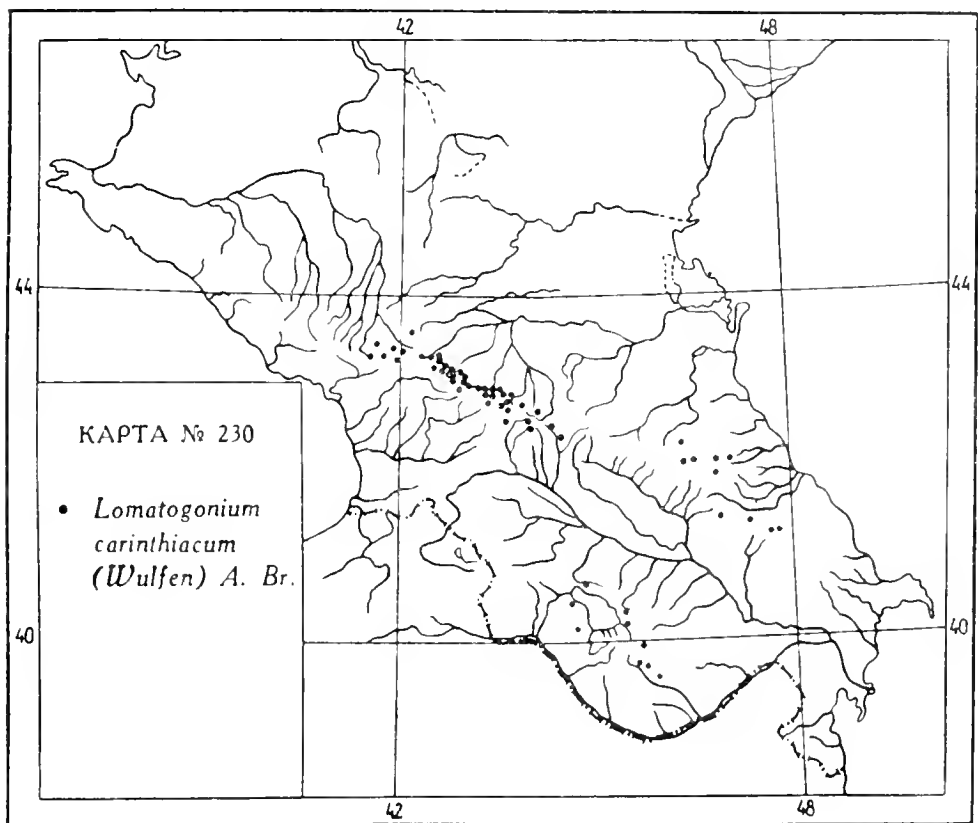 42
48
44
44
КАРТА № 230
• Lomatogonium
carinthiacum
(Wulfen) A. Br.
40
40
42
48